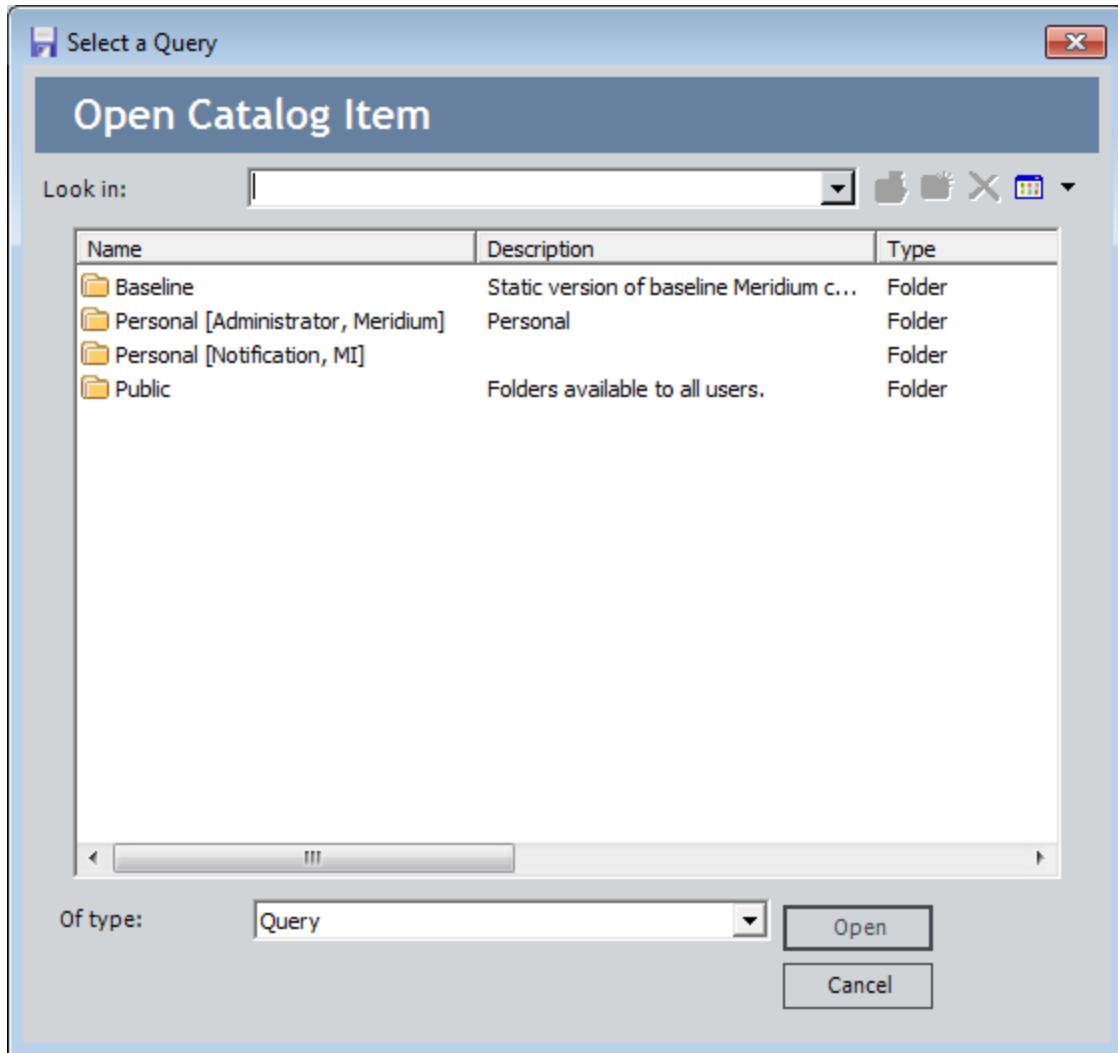 Select a Query
Open Catalog Item
Look in:
Name Description Type
Baseline Static version of baseline Meridium c... Folder
Personal [Administrator, Meridium] Personal Folder
Personal [Notification, MI] Folder
Public Folders available to all users. Folder
Of type: Query Open
Cancel